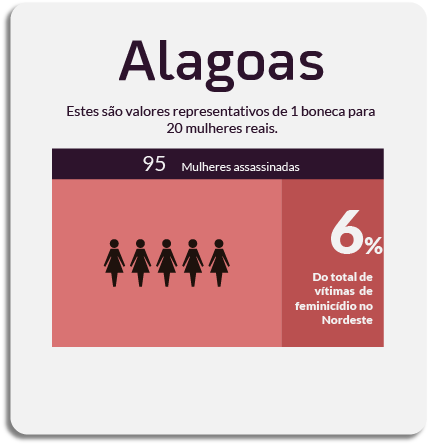 Alagoas
Estes são valores representativos de 1 boneca para
20 mulheres reais.
95 Mulheres assassinadas
6%
Do total de
vítimas de
feminicídio no
Nordeste